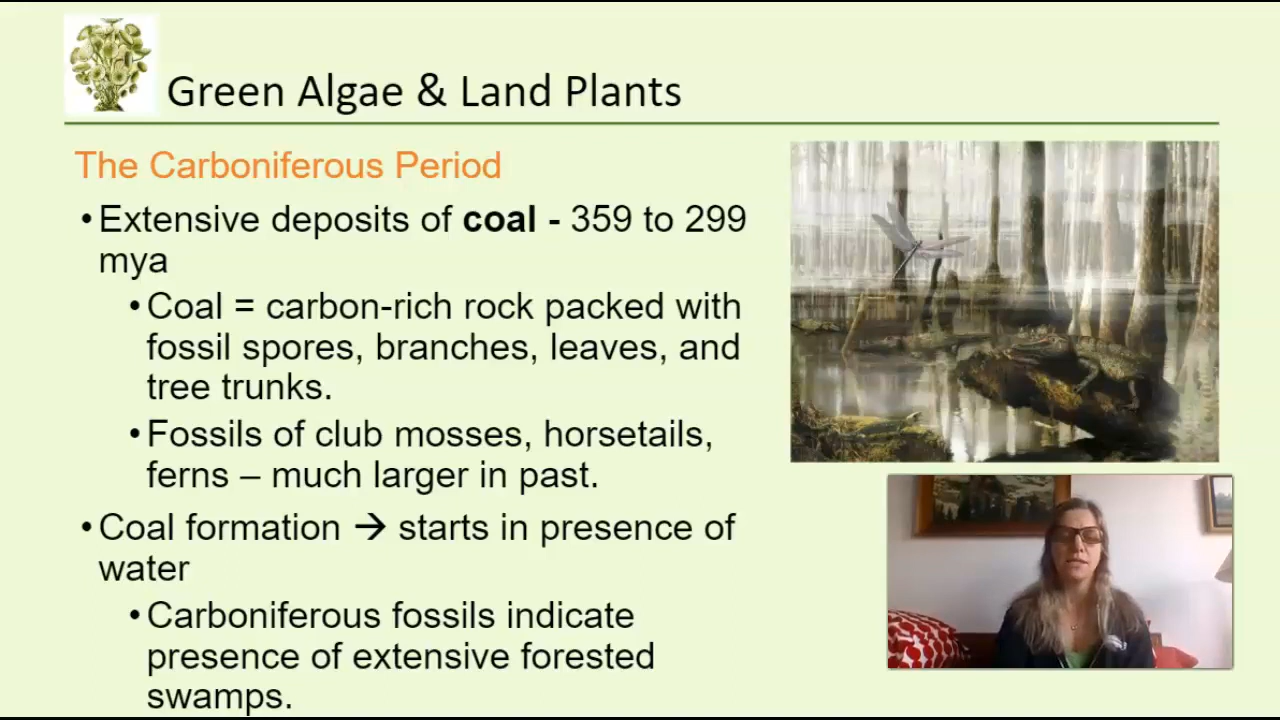 Green Algae & Land Plants
The Carboniferous Period
•Extensive deposits of coal - 359 to 299
mya
•Coal = carbon-rich rock packed with
fossil spores, branches, leaves, and
tree trunks.
•Fossils of club mosses, horsetails,
ferns – much larger in past.
•Coal formation → starts in presence of
water
•Carboniferous fossils indicate
presence of extensive forested
swamps.